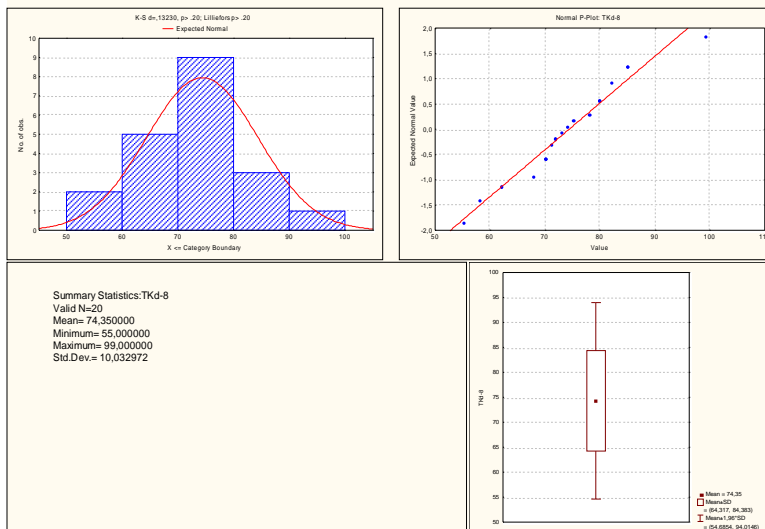 K-S d=,13230, p> .20; Lilliefors p> .20
Expected Normal
10
9
8
7
6
5
4
3
2
1
0
No. of obs.
50 60 70 80 90 100
X <= Category Boundary
Normal P-Plot: TKd-8
2,0
1,5
1,0
0,5
0,0
-0,5
-1,0
-1,5
-2,0
Expected Normal Value
50 60 70 80 90 100 110
Value
Summary Statistics:TKd-8
Valid N=20
Mean= 74,350000
Minimum= 55,000000
Maximum= 99,000000
Std.Dev.= 10,032972
100
95
90
85
80
75
70
65
60
55
50
TKd-8
Mean = 74,35
Mean±SD
= (64,317, 84,383)
Mean±1,96*SD
= (54,6854, 94,0146)